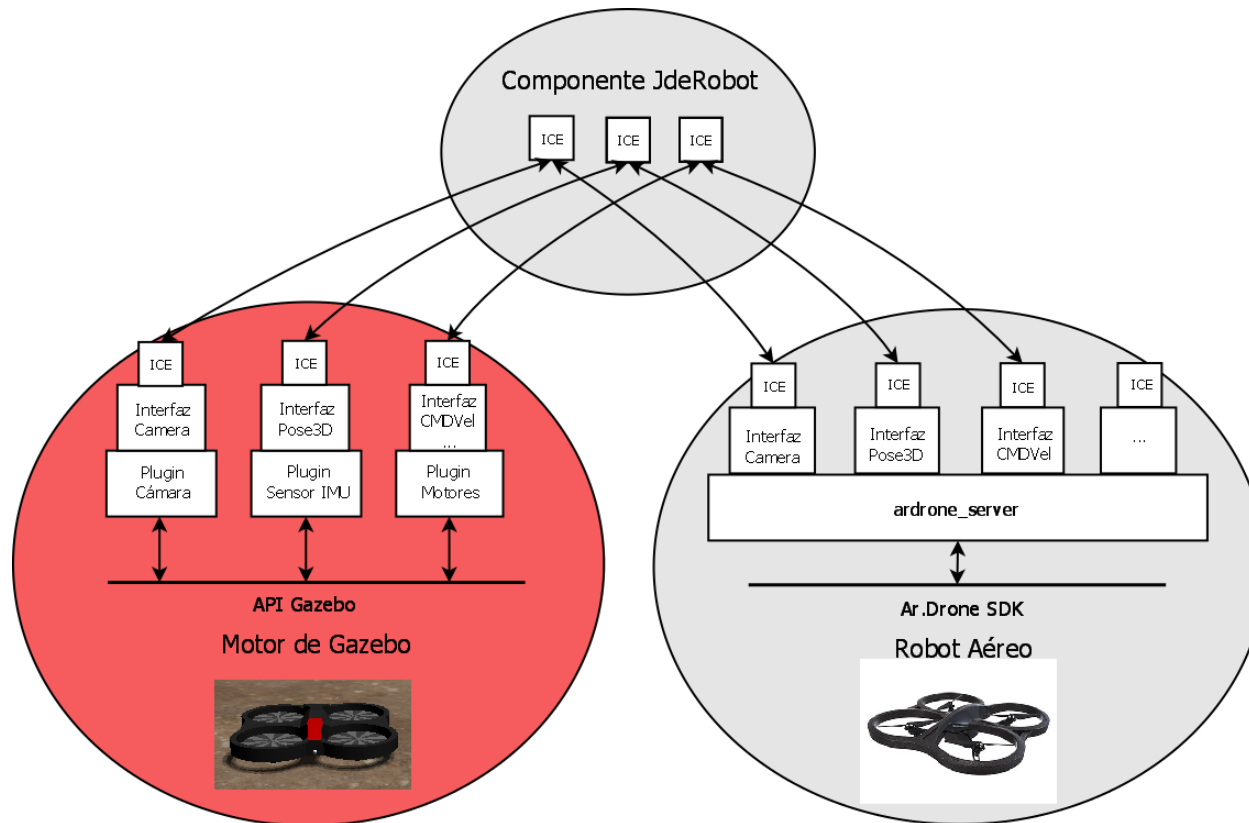 Componente JdeRobot
ICE
ICE
ICE
ICE
Interfaz
Camera
Plugin
Cámara
ICE
Interfaz
Pose3D
Plugin
Sensor IMU
ICE
Interfaz
CMDVel
...
Plugin
Motores
API Gazebo
Motor de Gazebo
ICE
Interfaz
Camera
ICE
Interfaz
Pose3D
ICE
Interfaz
CMDVel
ICE
...
ardrone_server
Ar.Drone SDK
Robot Aéreo